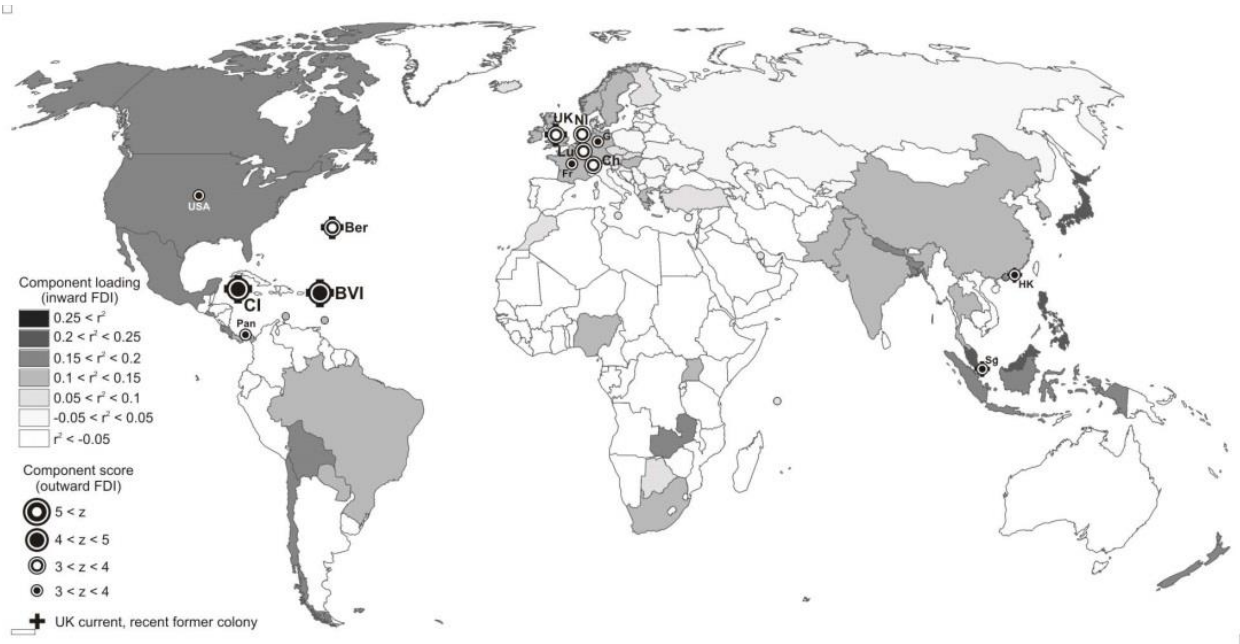 UK
Nl
G
Lu
Ch
Fr
USA
Ber
CI
BVI
Pan
HK
Sg
Component loading
(inward FDI)
0.25 < r²
0.2 < r² < 0.25
0.15 < r² < 0.2
0.1 < r² < 0.15
0.05 < r² < 0.1
-0.05 < r² < 0.05
r² < -0.05
Component score
(outward FDI)
5 < z
4 < z < 5
3 < z < 4
3 < z < 4
UK current, recent former colony